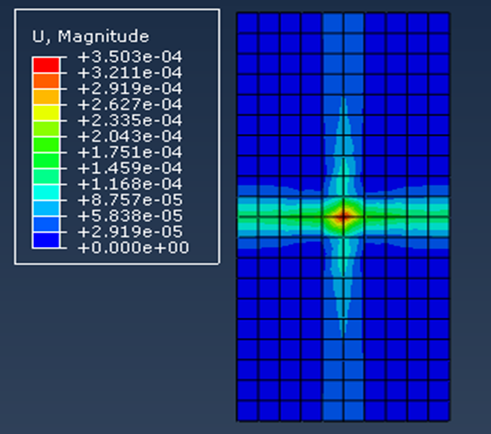 U, Magnitude
+3.503e-04
+3.211e-04
+2.919e-04
+2.627e-04
+2.335e-04
+2.043e-04
+1.751e-04
+1.459e-04
+1.168e-04
+8.757e-05
+5.838e-05
+2.919e-05
+0.000e+00